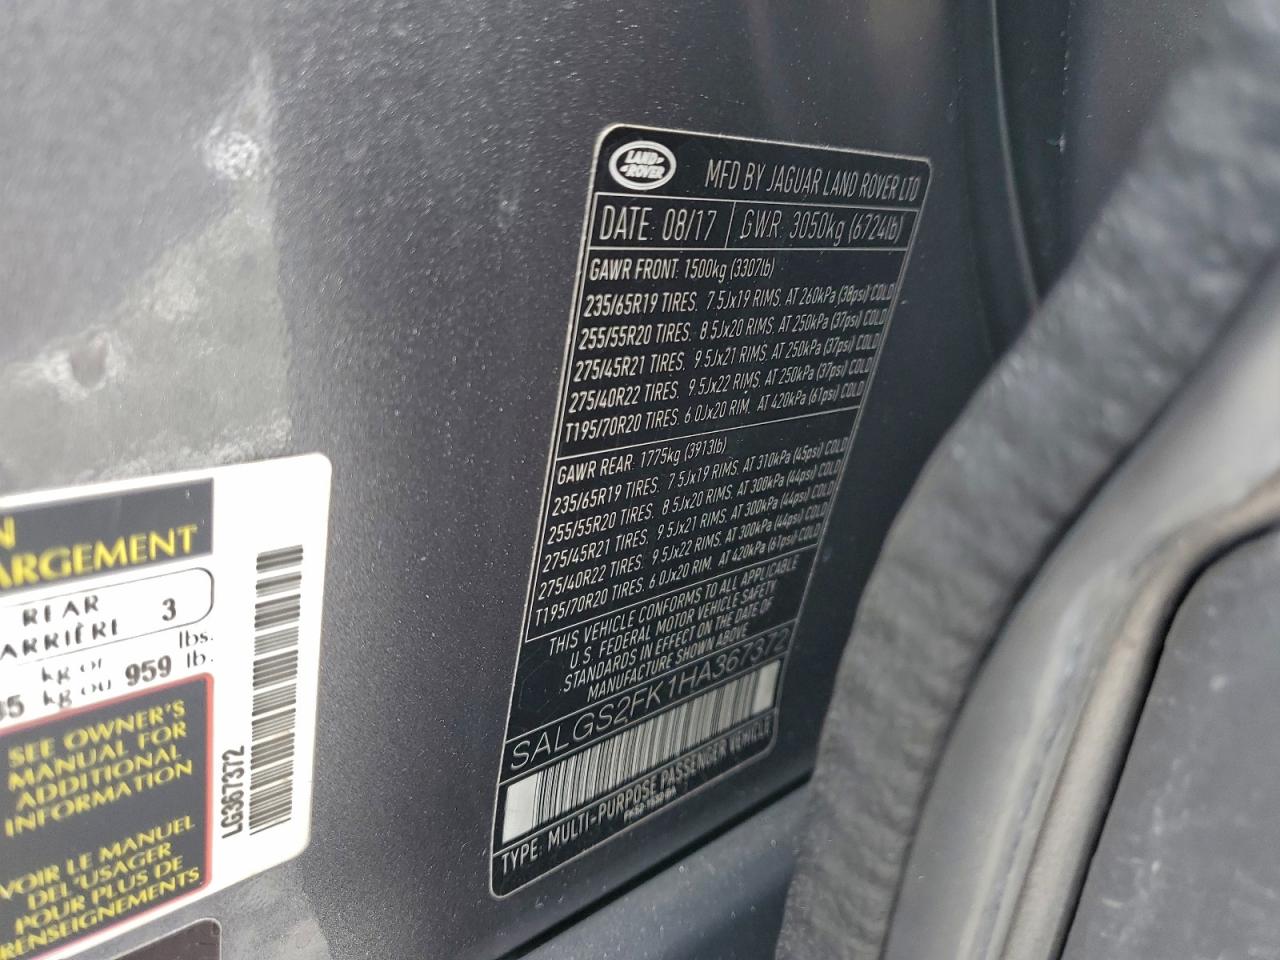 LAND
ROVER
MFD BY JAGUAR LAND ROVER LTD
DATE: 08/17 GWR 3050kg (6724lb)
GAWR FRONT: 1500kg (3307lb)
235/65R19 TIRES. 7.5Jx19 RIMS. AT 260kPa (38psi) COLD
255/55R20 TIRES. 8.5Jx20 RIMS. AT 250kPa (37psi) COLD
275/45R21 TIRES. 9.5Jx21 RIMS. AT 250kPa (37psi) COLD
275/40R22 TIRES. 9.5Jx22 RIMS. AT 250kPa (37psi) COLD
T195/70R20 TIRES. 6.0Jx20 RIM. AT 420kPa (61psi) COLD
GAWR REAR: 1775kg (3913lb)
235/65R19 TIRES. 7.5Jx19 RIMS. AT 310kPa (45psi) COLD
255/55R20 TIRES. 8.5Jx20 RIMS. AT 300kPa (44psi) COLD
275/45R21 TIRES. 9.5Jx21 RIMS. AT 300kPa (44psi) COLD
275/40R22 TIRES. 9.5Jx22 RIMS. AT 300kPa (44psi) COLD
T195/70R20 TIRES. 6.0Jx20 RIM. AT 420kPa (61psi) COLD
THIS VEHICLE CONFORMS TO ALL APPLICABLE
U.S. FEDERAL MOTOR VEHICLE SAFETY
STANDARDS IN EFFECT ON THE DATE OF
MANUFACTURE SHOWN ABOVE
SALGS2FK1HA367372
TYPE: MULTI-PURPOSE PASSENGER VEHICLE
N
ARGEMENT
REAR
ARRIÈRE 3
kg or lbs.
35 kg ou 959 lb.
SEE OWNER'S
MANUAL FOR
ADDITIONAL
INFORMATION
VOIR LE MANUEL
DEL'USAGER
POUR PLUS DE
RENSEIGNEMENTS
LG367372